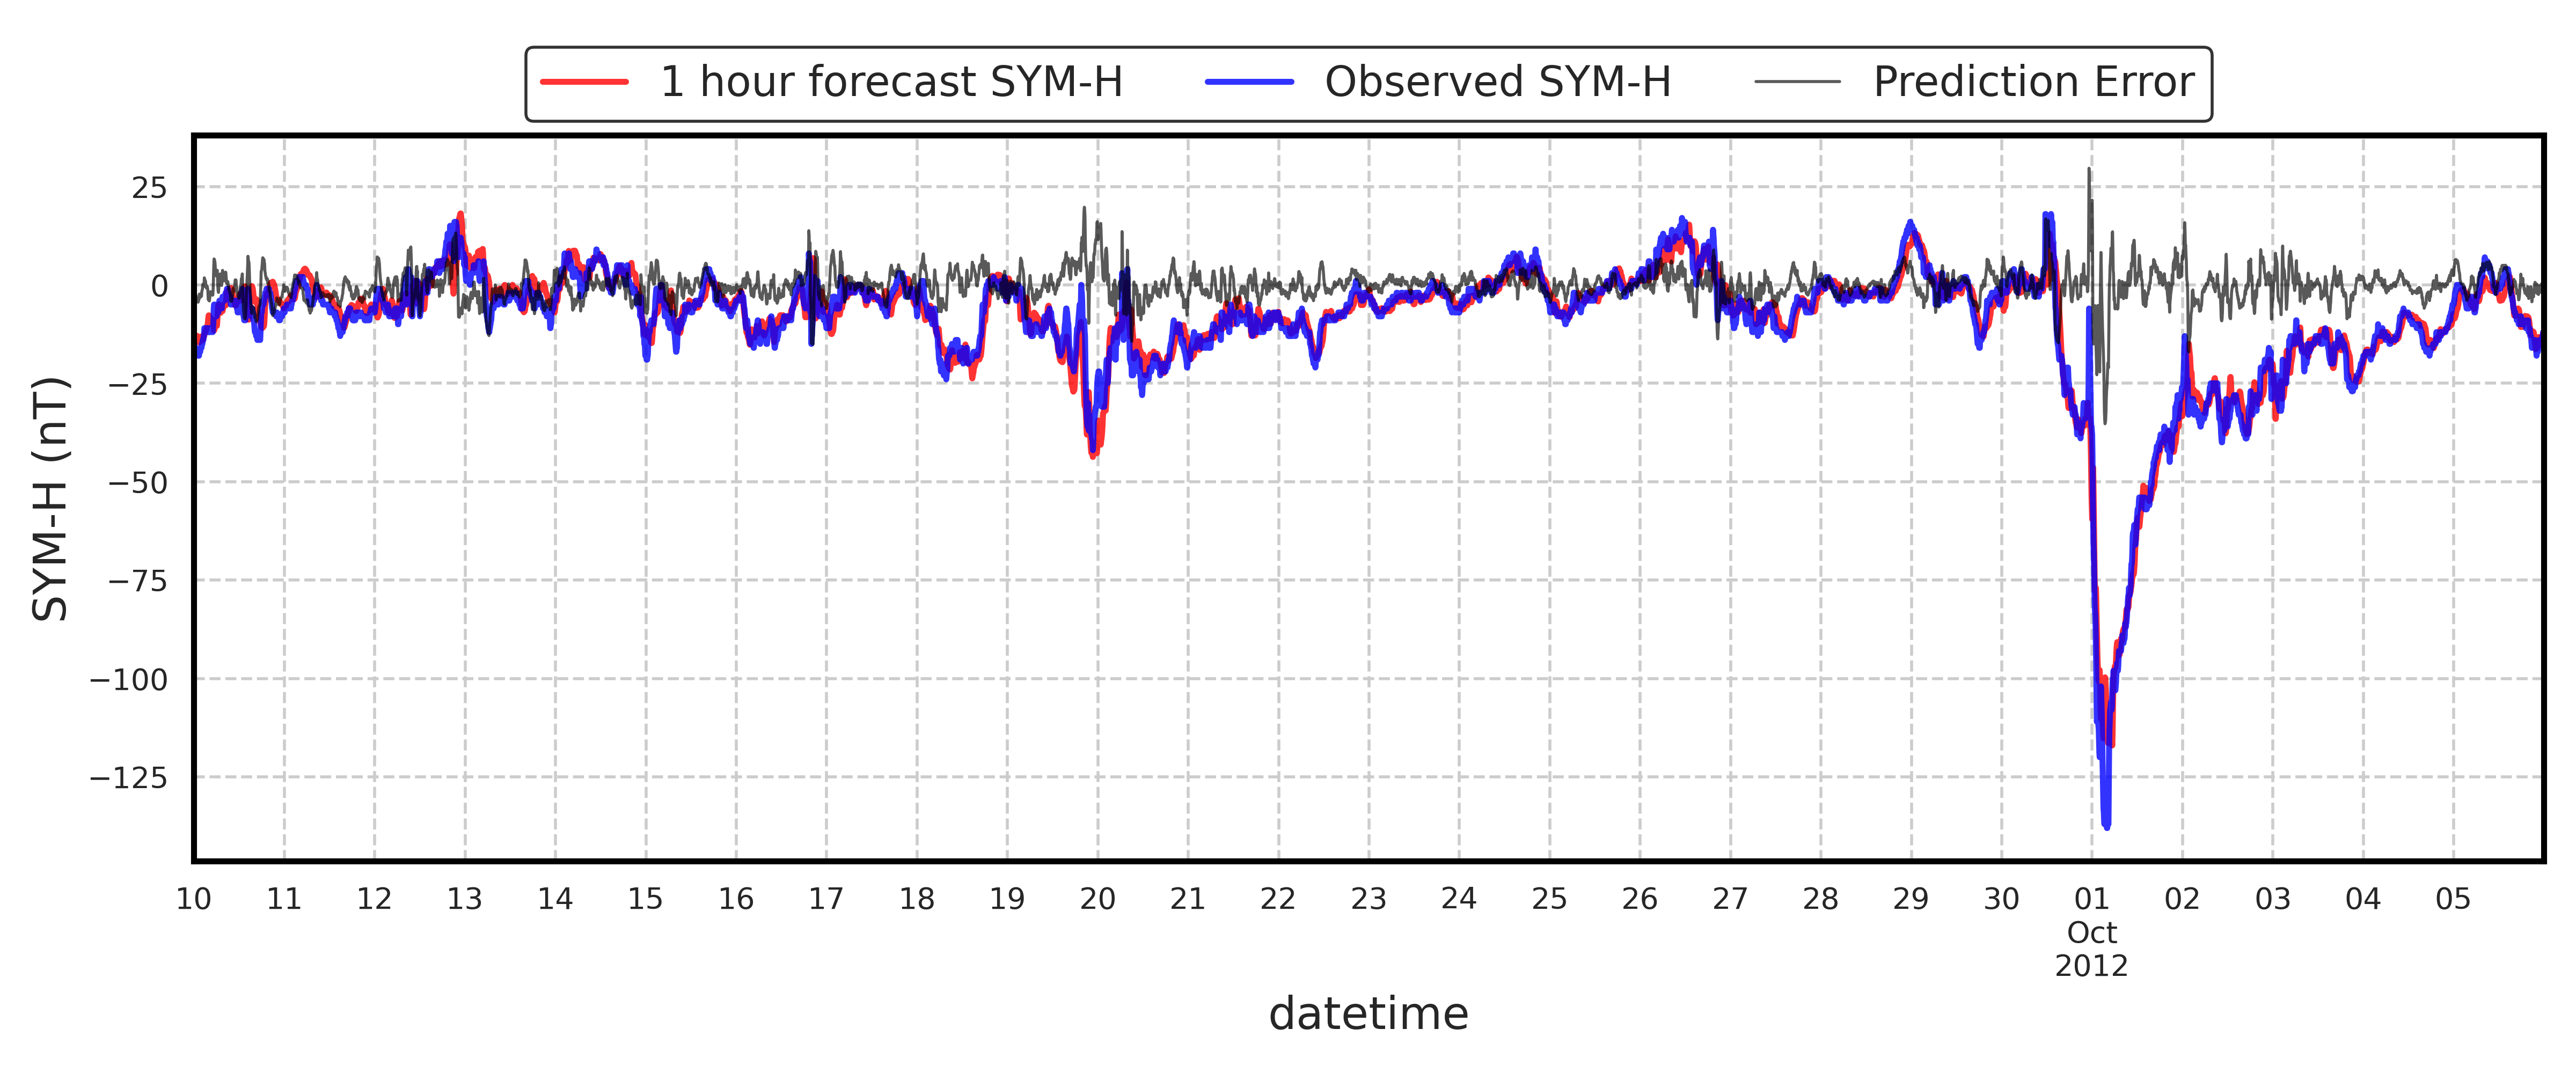 1 hour forecast SYM-H Observed SYM-H Prediction Error
SYM-H (nT)
25
0
−25
−50
−75
−100
−125
10 11 12 13 14 15 16 17 18 19 20 21 22 23 24 25 26 27 28 29 30 01 02 03 04 05
Oct
2012
datetime